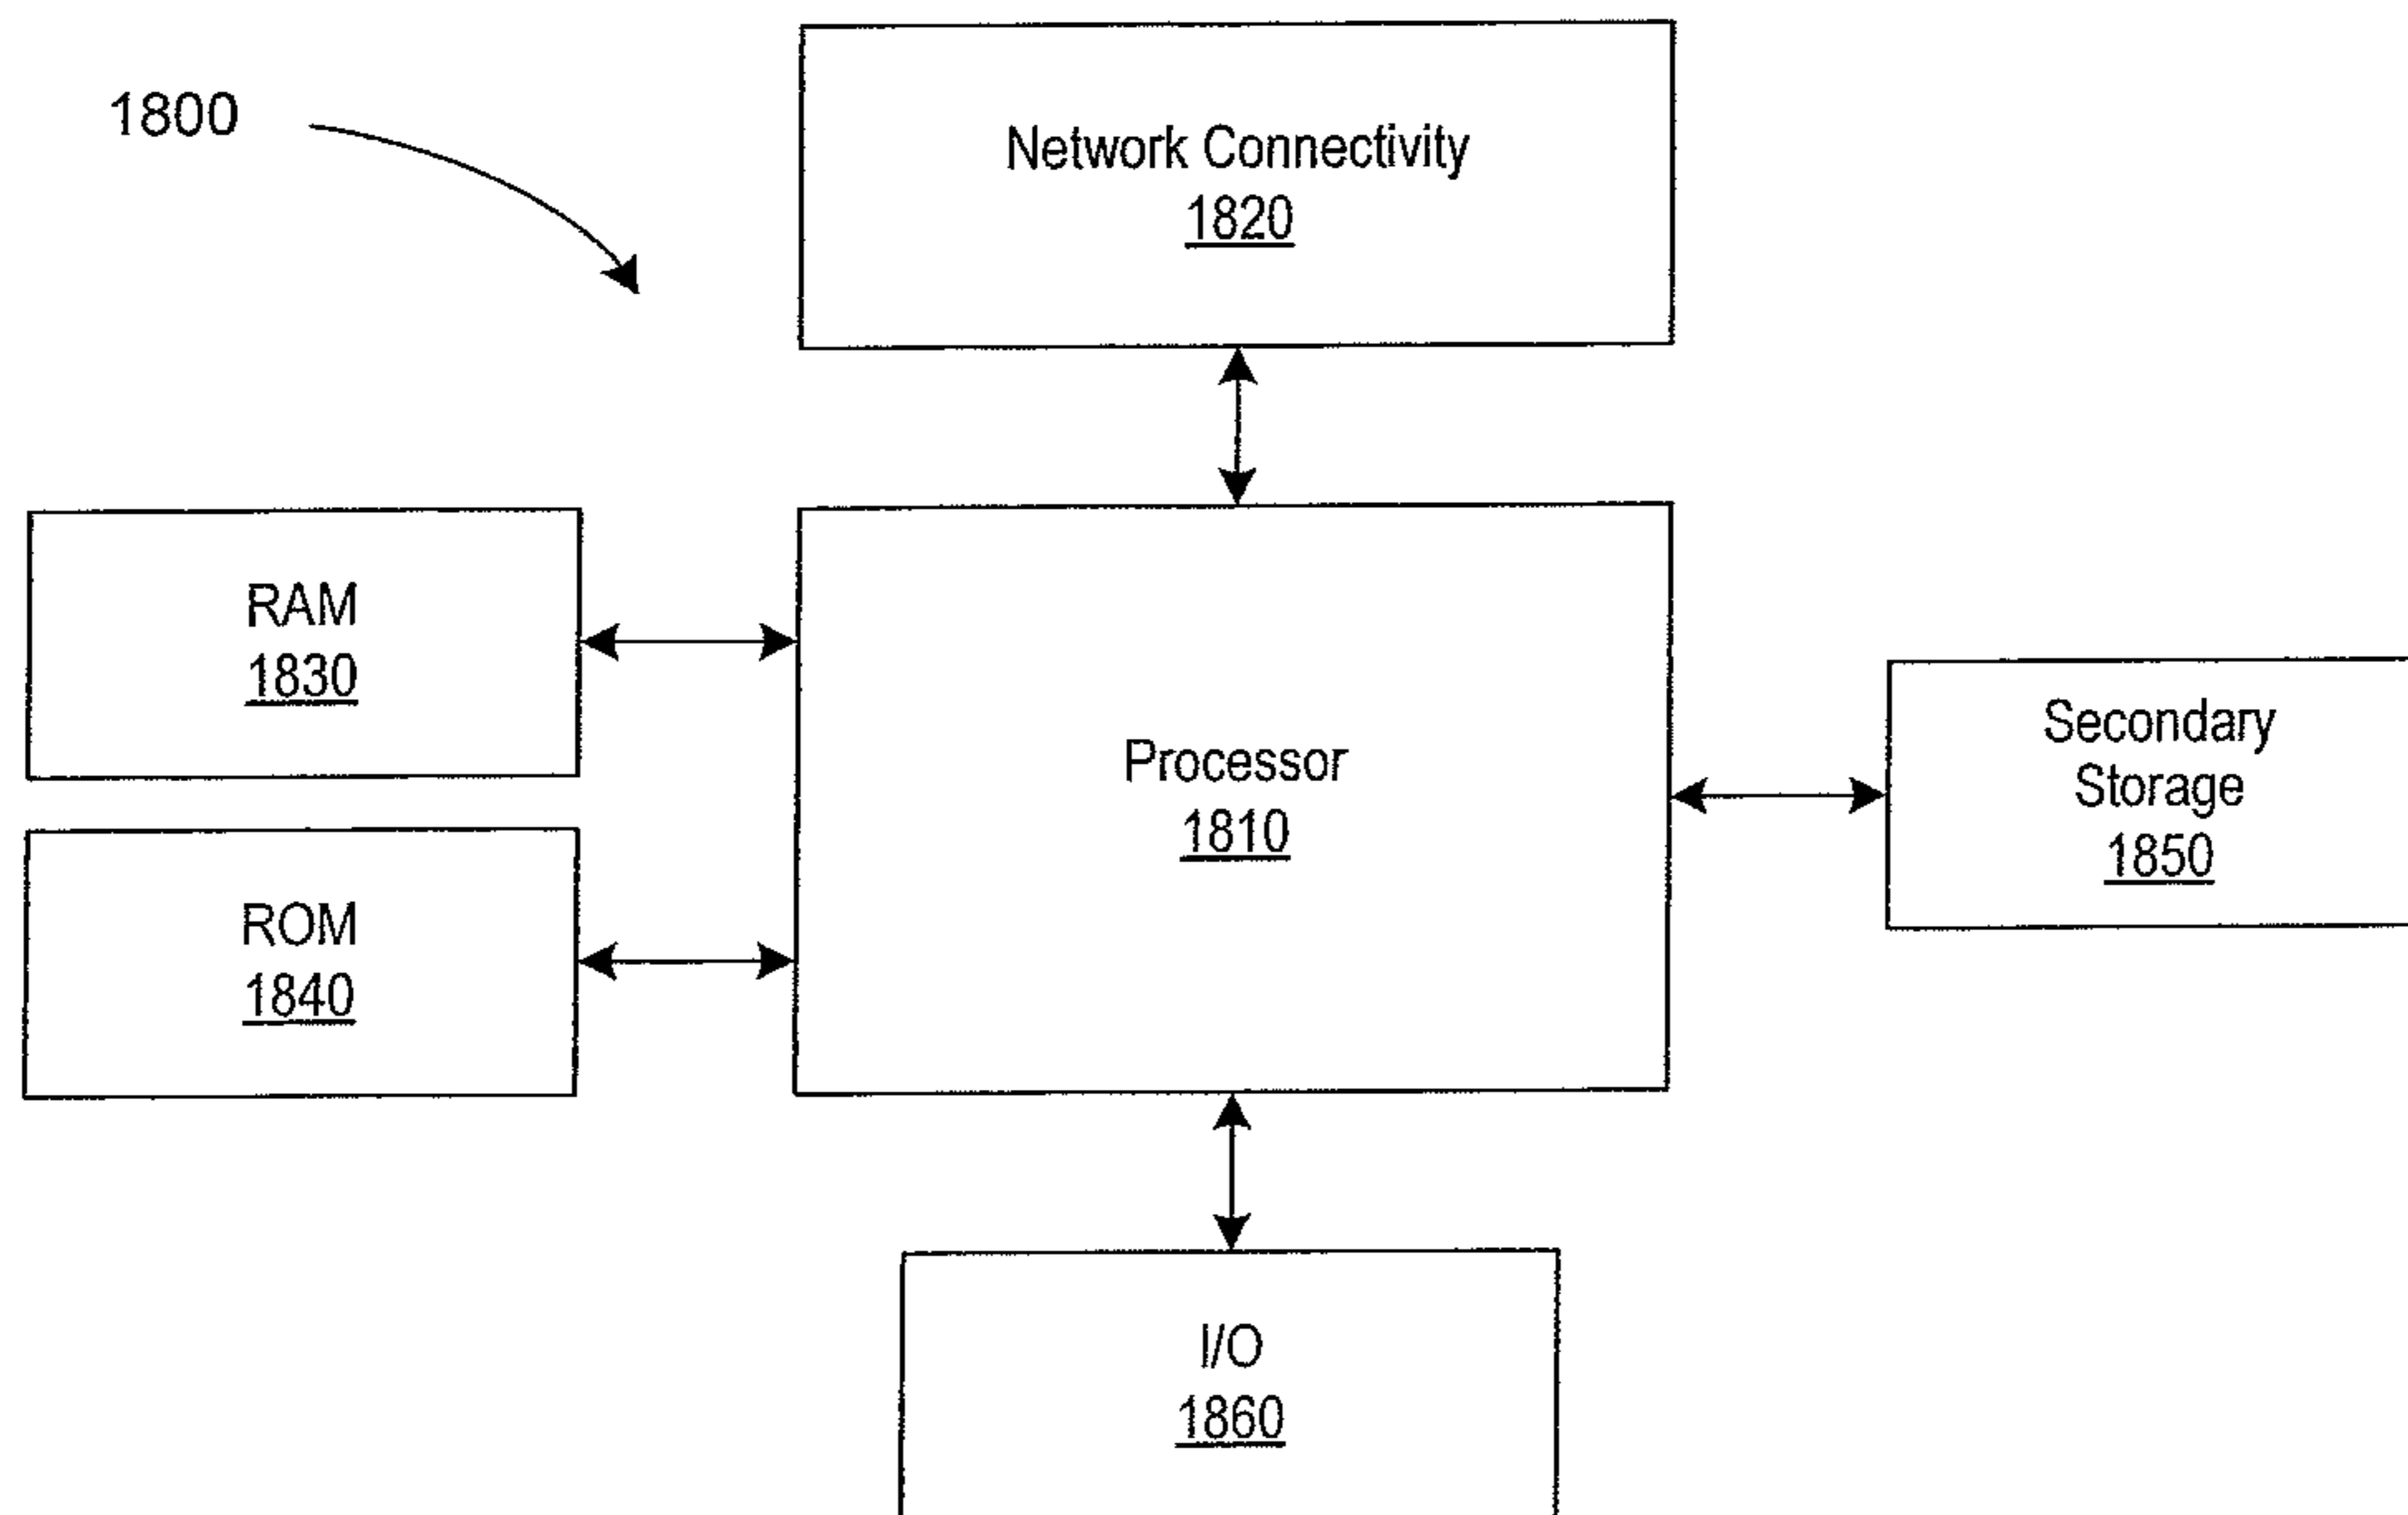 1800
Network Connectivity
1820
RAM
1830
Processor
1810
Secondary
Storage
1850
ROM
1840
I/O
1860